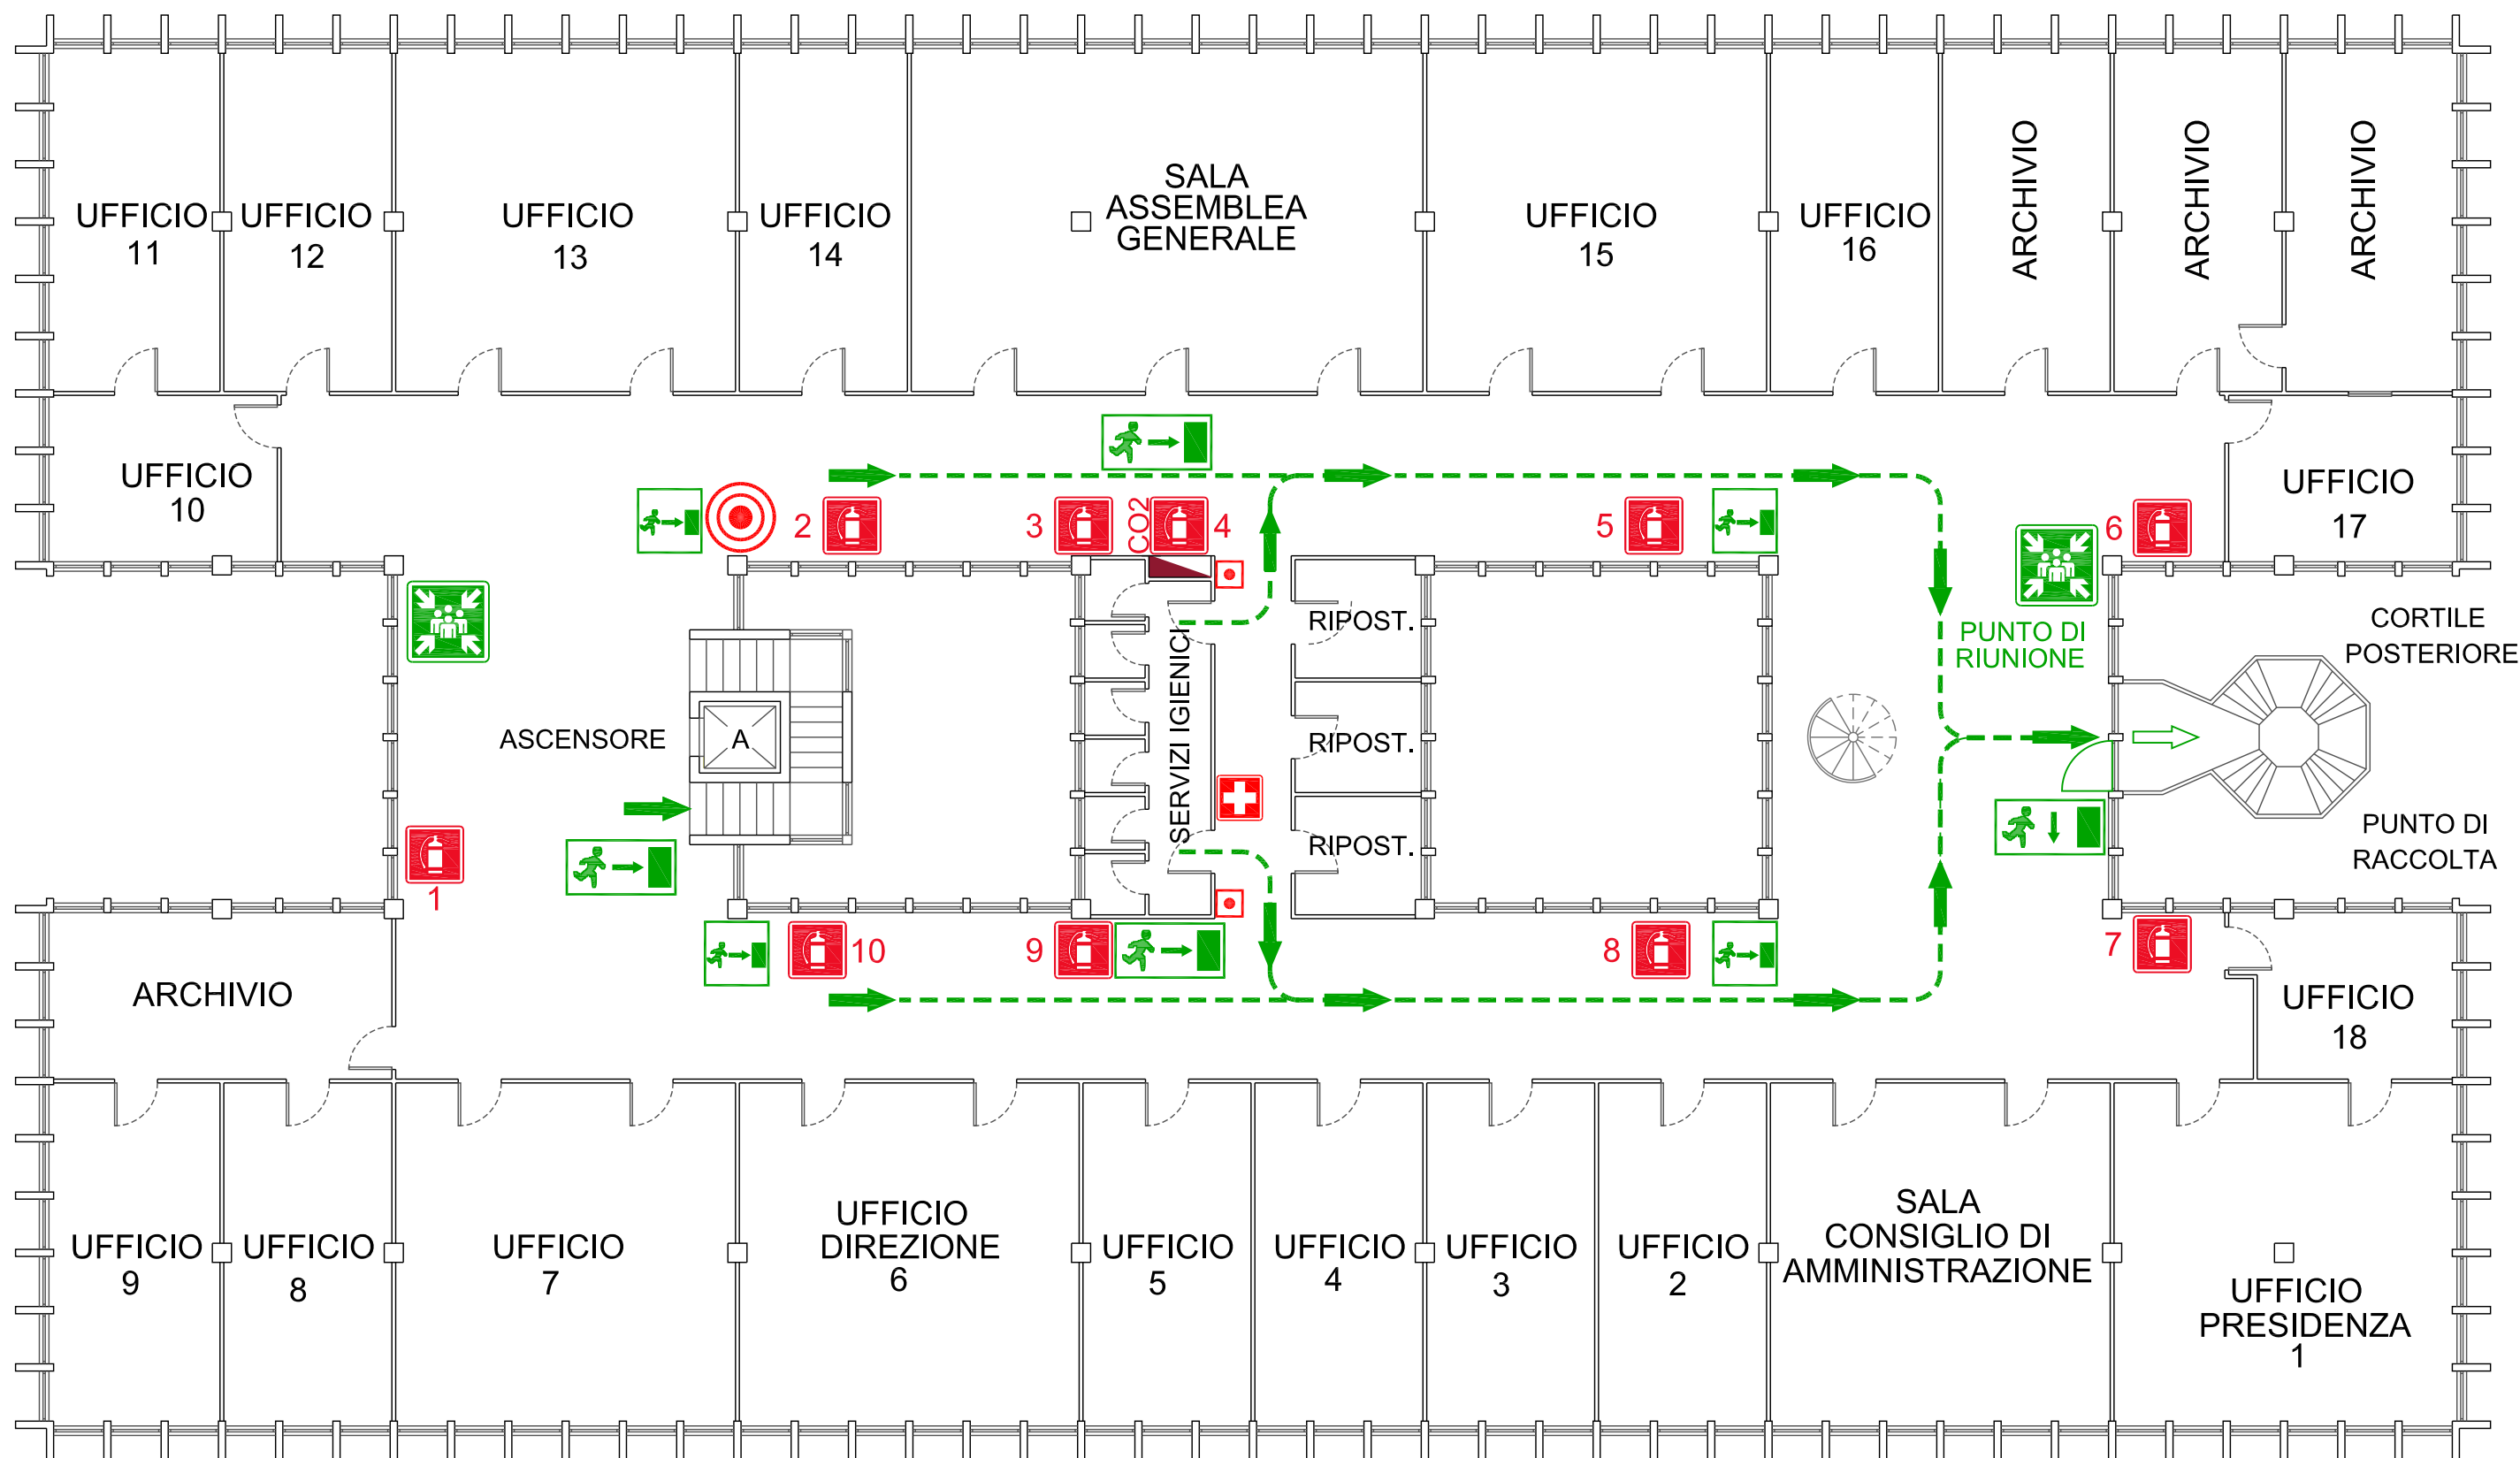 UFFICIO
11
UFFICIO
12
UFFICIO
13
UFFICIO
14
SALA
ASSEMBLEA
GENERALE
UFFICIO
15
UFFICIO
16
ARCHIVIO
ARCHIVIO
ARCHIVIO
UFFICIO
10
2
3
CO2
4
5
6
UFFICIO
17
RIPOST.
PUNTO DI
RIUNIONE
CORTILE
POSTERIORE
ASCENSORE
A
SERVIZI IGIENICI
RIPOST.
RIPOST.
PUNTO DI
RACCOLTA
1
10
9
8
7
ARCHIVIO
UFFICIO
18
UFFICIO
9
UFFICIO
8
UFFICIO
7
UFFICIO
DIREZIONE
6
UFFICIO
5
UFFICIO
4
UFFICIO
3
UFFICIO
2
SALA
CONSIGLIO DI
AMMINISTRAZIONE
UFFICIO
PRESIDENZA
1